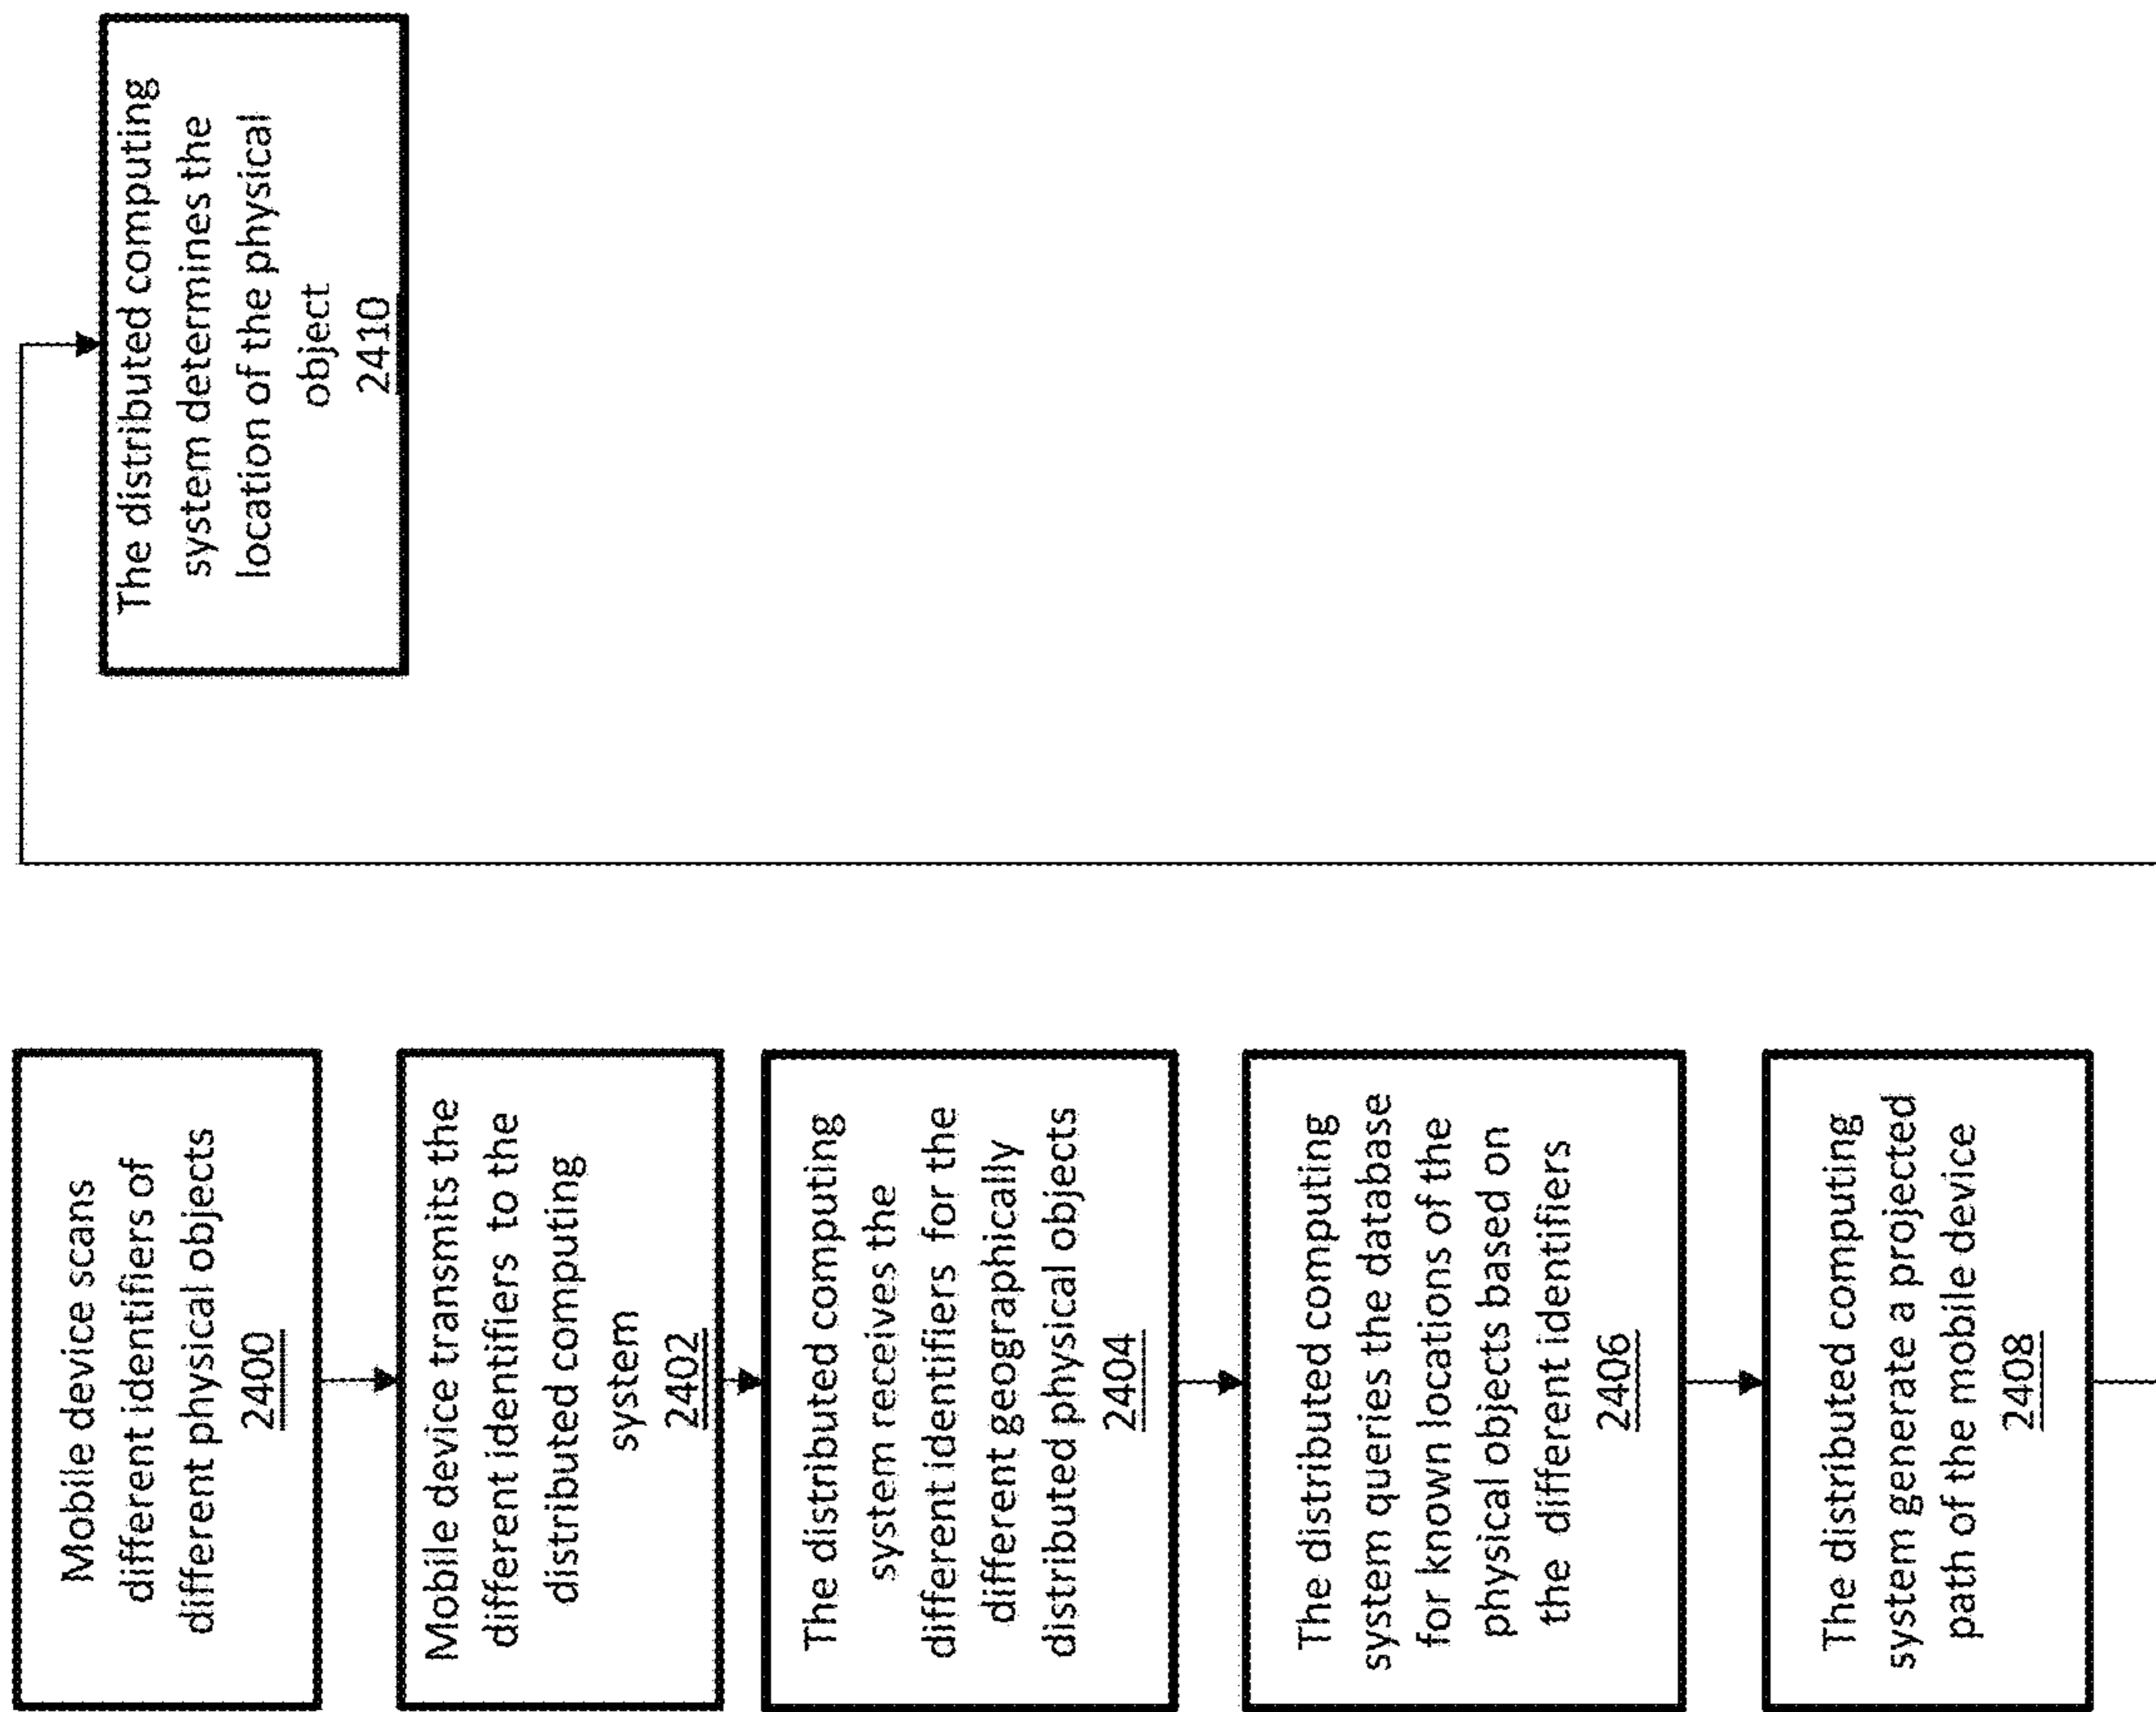 Mobile device scans
different identifiers of
different physical objects
2400
Mobile device transmits the
different identifiers to the
distributed computing
system
2402
The distributed computing
system receives the
different identifiers for the
different geographically
distributed physical objects
2404
The distributed computing
system queries the database
for known locations of the
physical objects based on
the different identifiers
2406
The distributed computing
system generate a projected
path of the mobile device
2408
The distributed computing
system determines the
location of the physical
object
2410